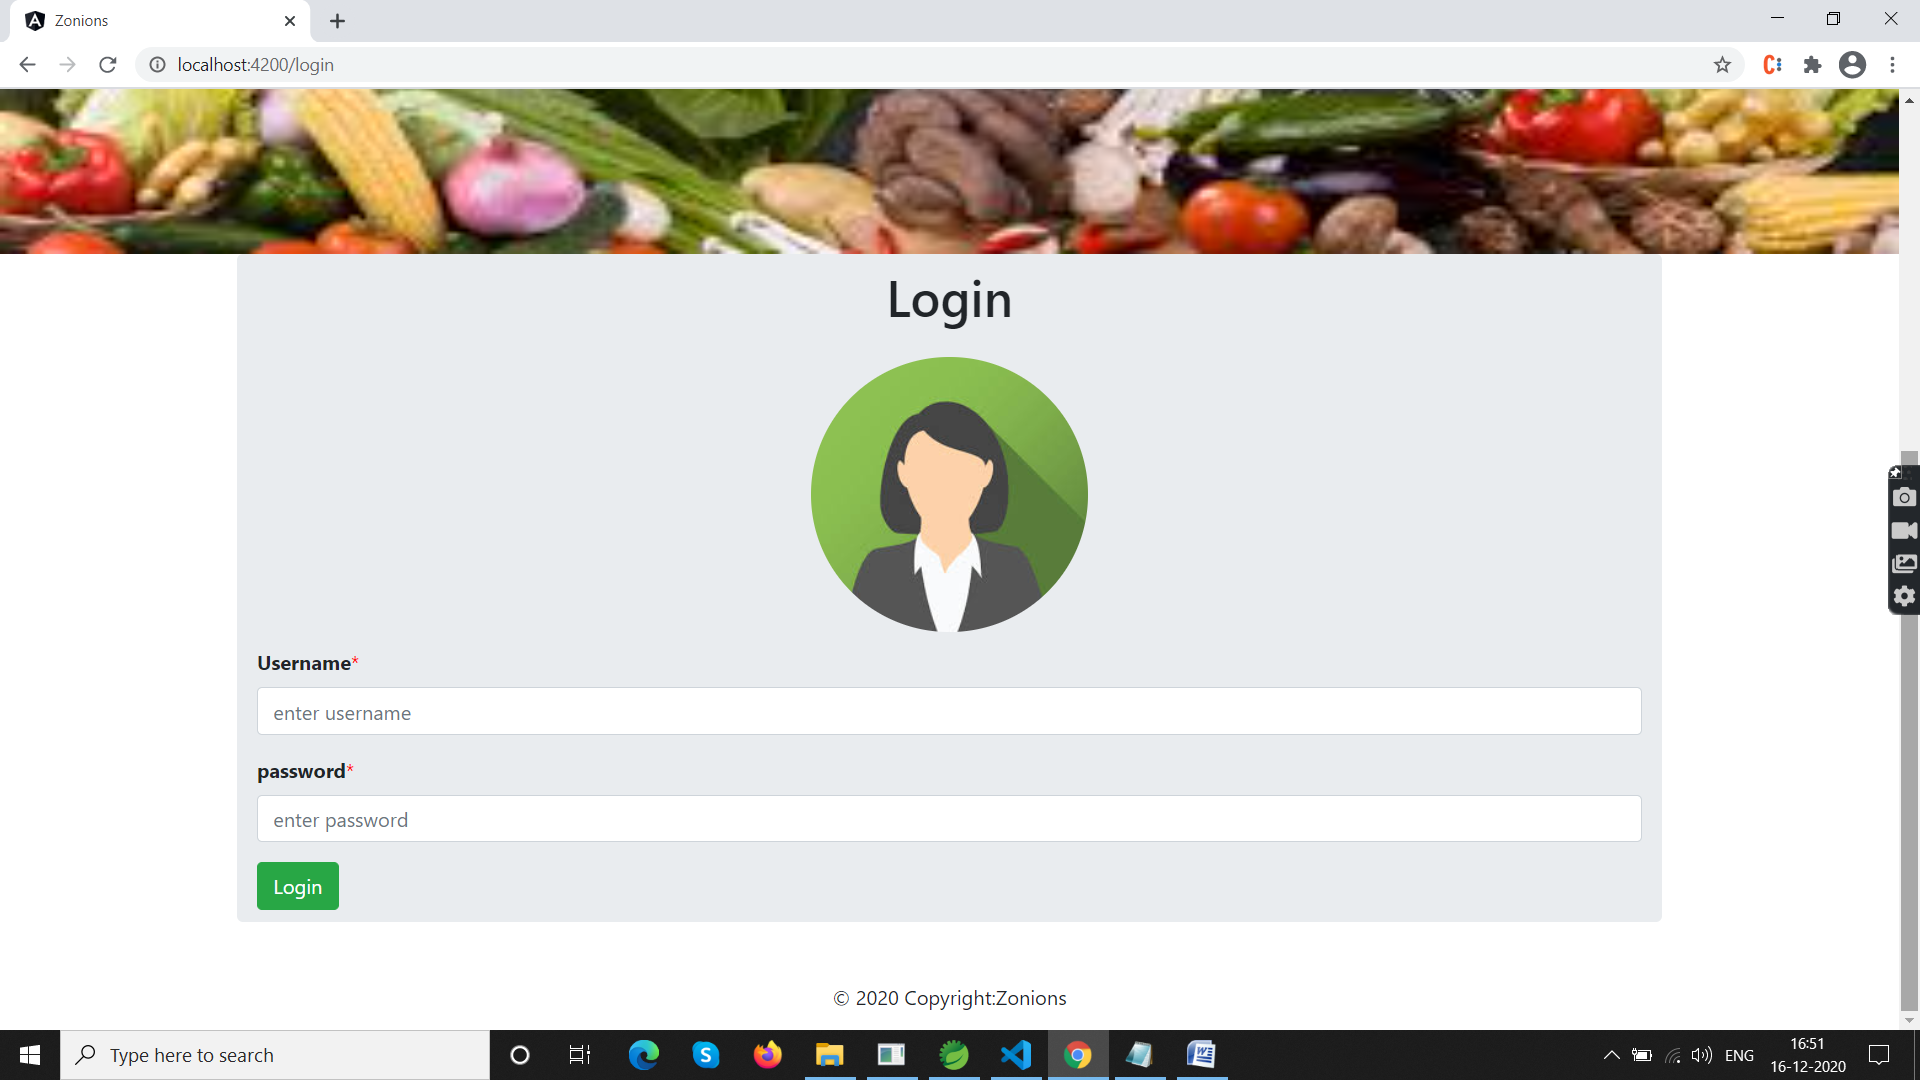 Zonions
localhost:4200/login
Login
Username*
enter username
password*
enter password
Login
© 2020 Copyright:Zonions
Type here to search
ENG
16:51
16-12-2020